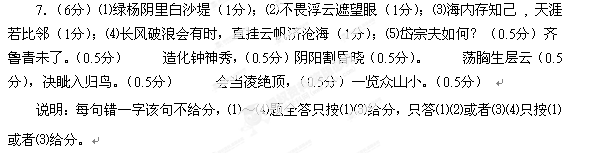 7.（6分）⑴绿杨阴里白沙堤（1分）；⑵不畏浮云遮望眼（1分）；⑶海内存知己，天涯
若比邻（1分）；⑷长风破浪会有时，直挂云帆济沧海（1分）；⑸岱宗夫如何？（0.5分）齐
鲁青未了。（0.5分） 造化钟神秀，（0.5分）阴阳割昏晓（0.5分）。 荡胸生层云（0.5
分），决眦入归鸟。（0.5分） 会当凌绝顶，（0.5分）一览众山小。（0.5分）
说明：每句错一字该句不给分，⑴—⑷题全答只按⑴⑶给分，只答⑴⑵或者⑶⑷只按⑴
或者⑶给分。